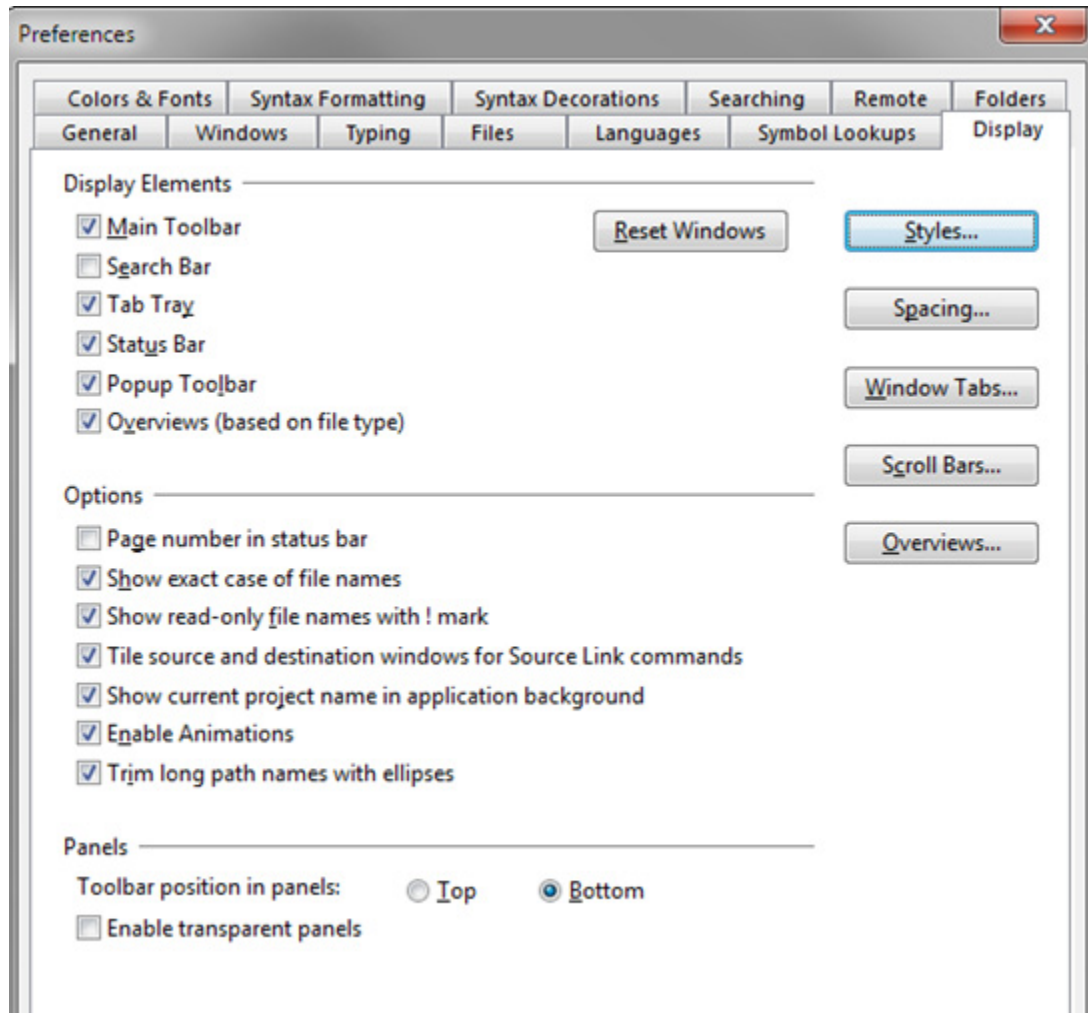 Preferences
Colors & Fonts Syntax Formatting Syntax Decorations Searching Remote Folders
General Windows Typing Files Languages Symbol Lookups Display
Display Elements
Main Toolbar Reset Windows Styles...
Search Bar
Tab Tray Spacing...
Status Bar
Popup Toolbar Window Tabs...
Overviews (based on file type)
Scroll Bars...
Options
Page number in status bar Overviews...
Show exact case of file names
Show read-only file names with ! mark
Tile source and destination windows for Source Link commands
Show current project name in application background
Enable Animations
Trim long path names with ellipses
Panels
Toolbar position in panels: Top Bottom
Enable transparent panels